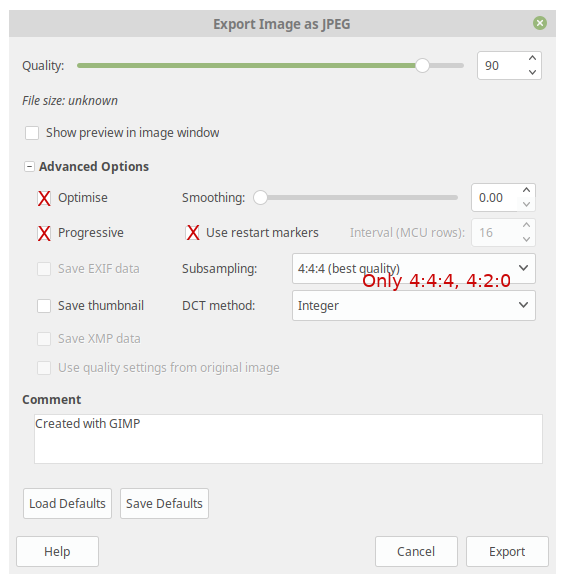 Export Image as JPEG
Quality: 90
File size: unknown
Show preview in image window
Advanced Options
Optimise Smoothing: 0.00
Progressive Use restart markers Interval (MCU rows): 16
Save EXIF data Subsampling: 4:4:4 (best quality)
Only 4:4:4, 4:2:0
Save thumbnail DCT method: Integer
Save XMP data
Use quality settings from original image
Comment
Created with GIMP
Load Defaults Save Defaults
Help Cancel Export